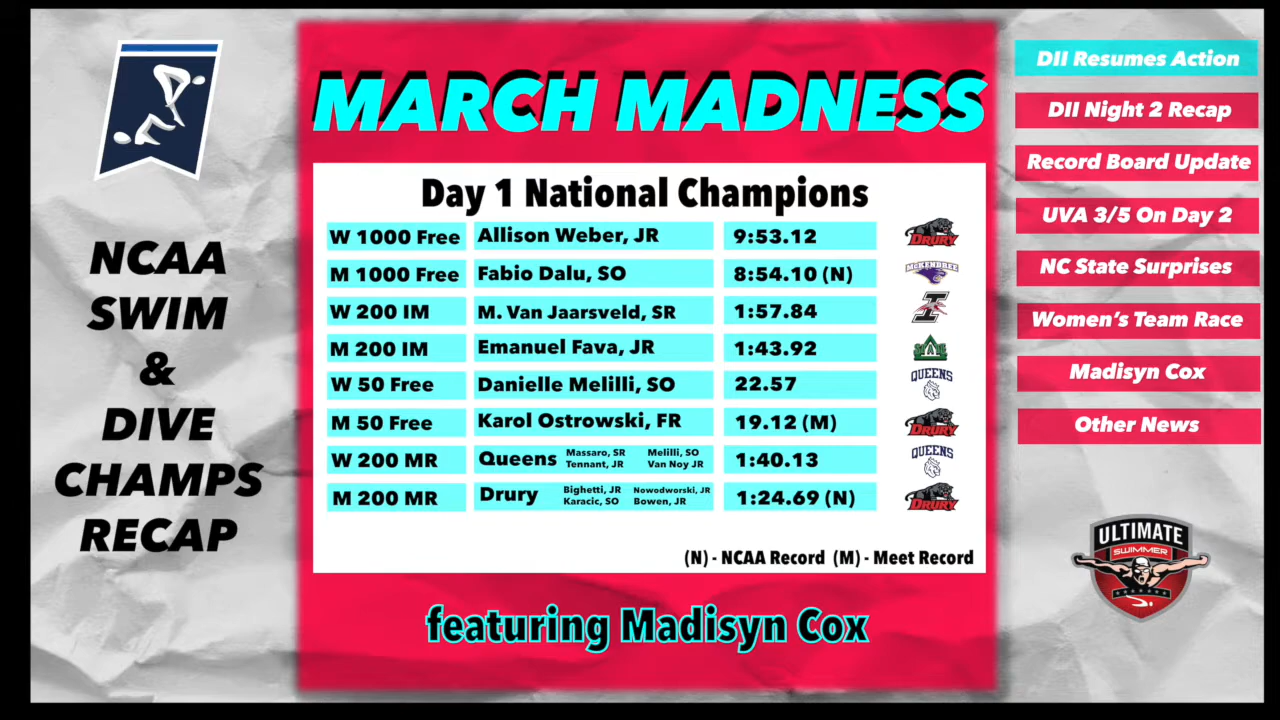 NCAA
SWIM
&
DIVE
CHAMPS
RECAP
MARCH MADNESS
Day 1 National Champions
W 1000 Free Allison Weber, JR 9:53.12 DRURY
M 1000 Free Fabio Dalu, SO 8:54.10 (N) McKENDREE
W 200 IM M. Van Jaarsveld, SR 1:57.84 I
M 200 IM Emanuel Fava, JR 1:43.92
W 50 Free Danielle Melilli, SO 22.57 QUEENS
M 50 Free Karol Ostrowski, FR 19.12 (M) DRURY
W 200 MR Queens Massaro, SR Melilli, SO 1:40.13 QUEENS
Tennant, JR Van Noy JR
M 200 MR Drury Bighetti, JR Nowodworski, JR 1:24.69 (N) DRURY
Karacic, SO Bowen, JR
(N) - NCAA Record (M) - Meet Record
featuring Madisyn Cox
DII Resumes Action
DII Night 2 Recap
Record Board Update
UVA 3/5 On Day 2
NC State Surprises
Women's Team Race
Madisyn Cox
Other News
ULTIMATE
SWIMMER